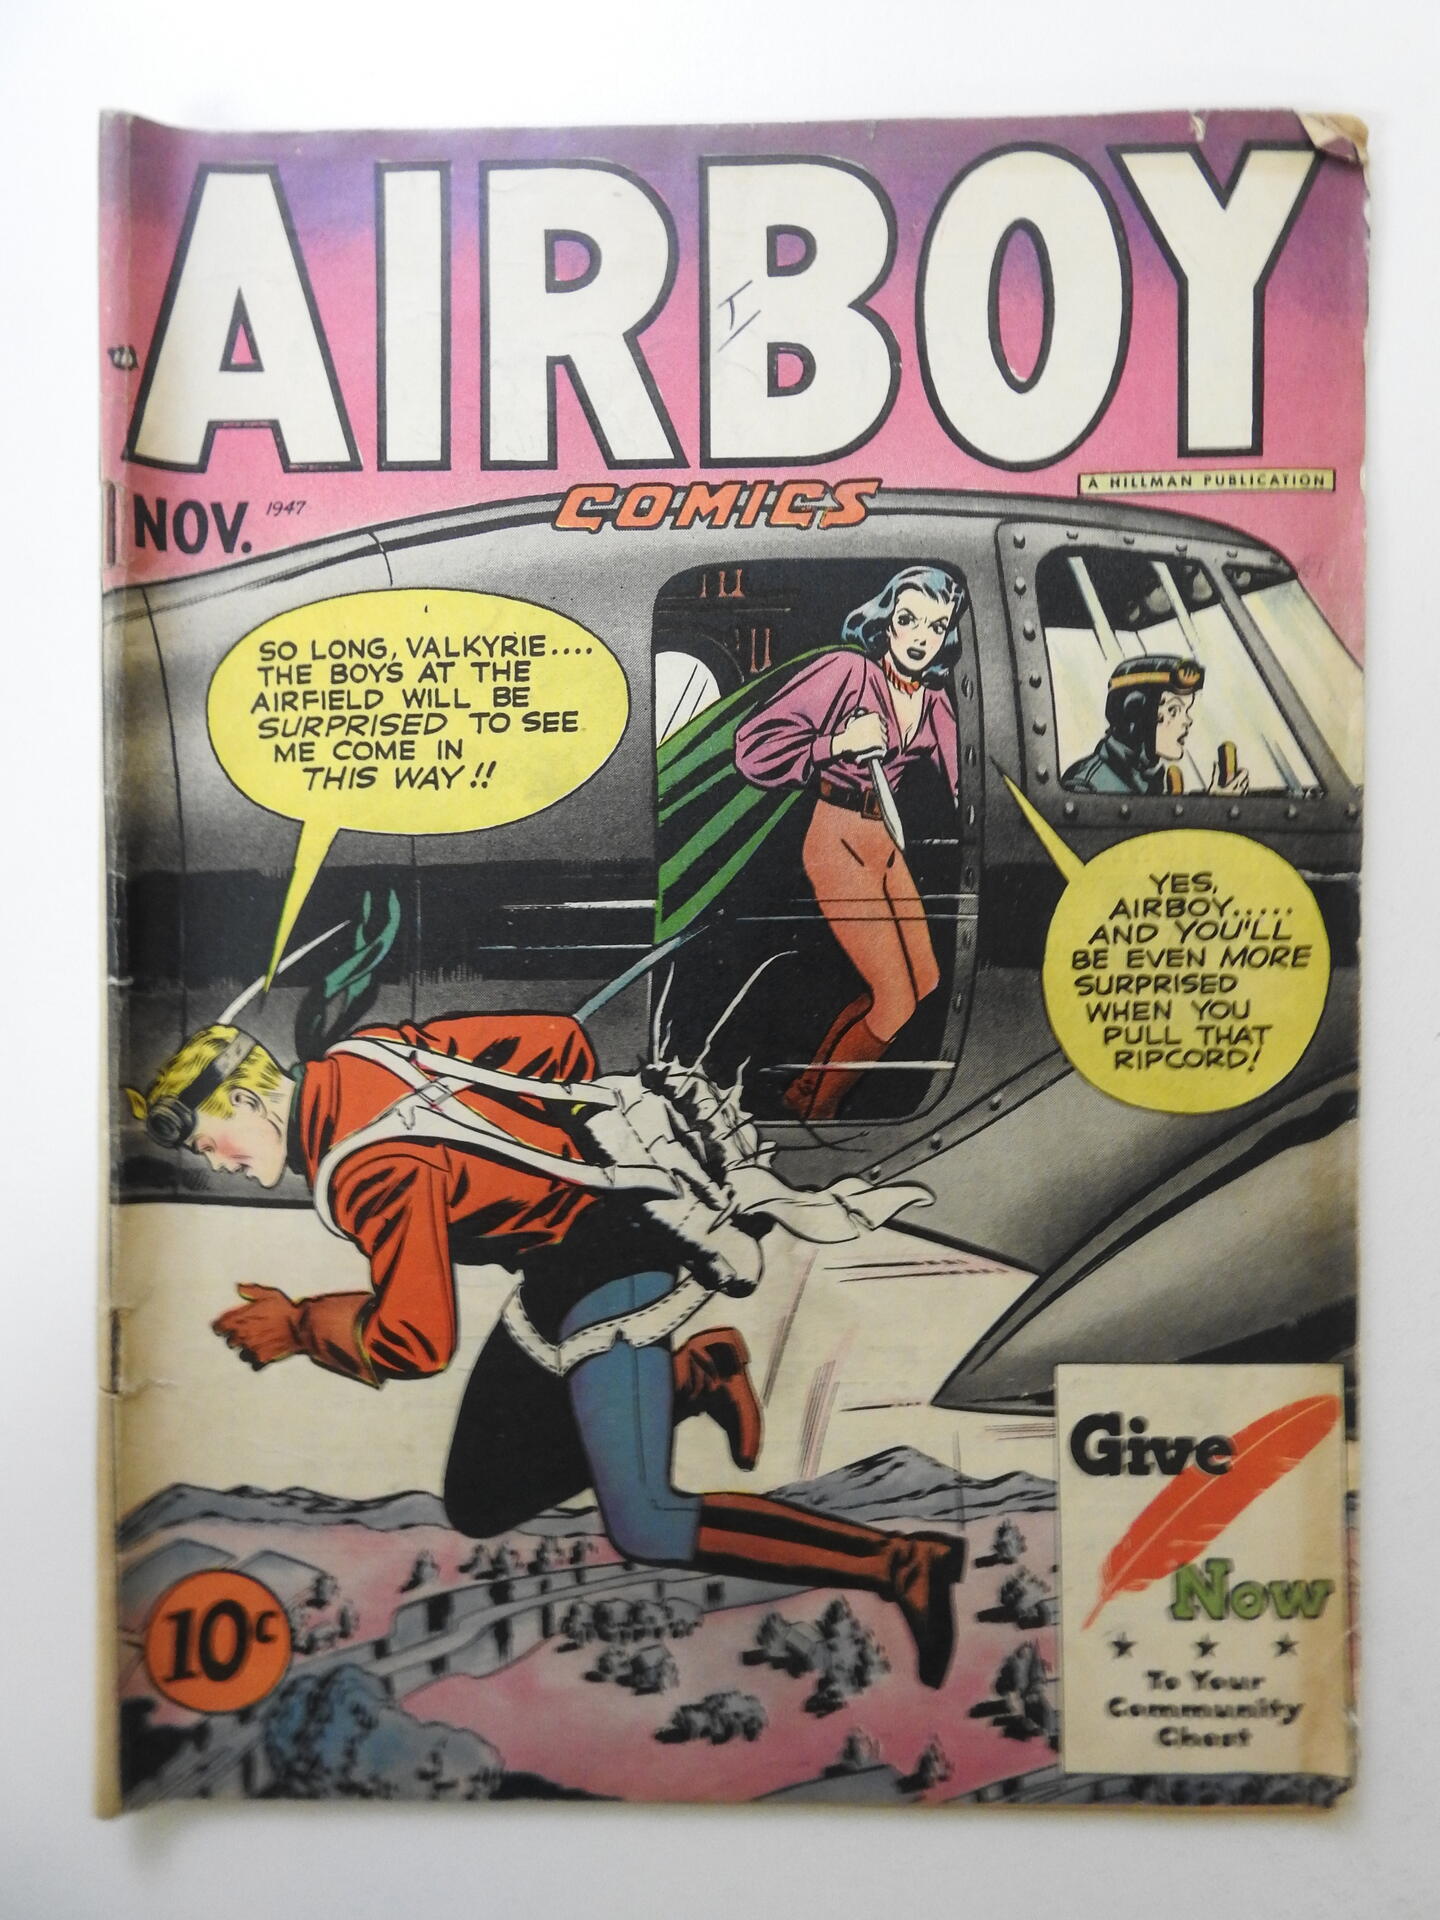 AIRBOY
COMICS
A HILLMAN PUBLICATION
NOV. 1947
SO LONG, VALKYRIE....
THE BOYS AT THE
AIRFIELD WILL BE
SURPRISED TO SEE
ME COME IN
THIS WAY!!
YES,
AIRBOY.....
AND YOU'LL
BE EVEN MORE
SURPRISED
WHEN YOU
PULL THAT
RIPCORD!
Give
Now
To Your
Community
Chest
10¢